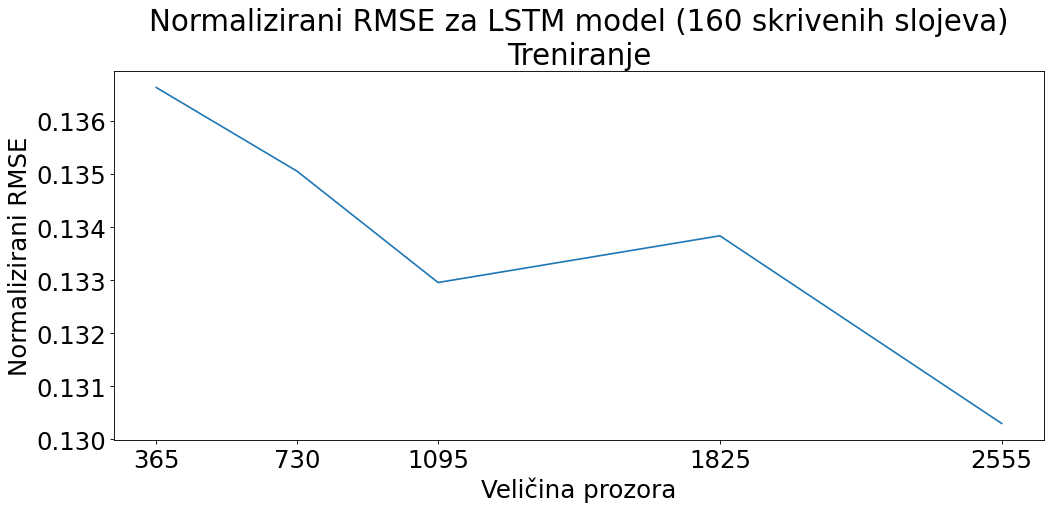 Normalizirani RMSE za LSTM model (160 skrivenih slojeva)
Treniranje
Normalizirani RMSE
0.136
0.135
0.134
0.133
0.132
0.131
0.130
365 730 1095 1825 2555
Veličina prozora